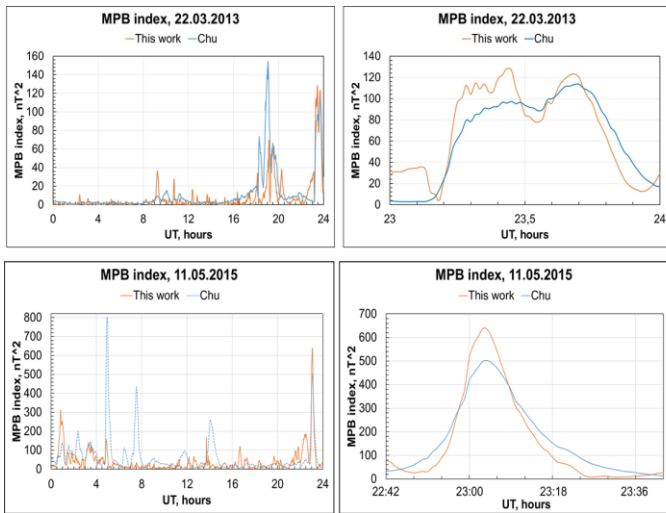 MPB index, 22.03.2013
This work Chu
MPB index, nT^2
160
140
120
100
80
60
40
20
0
0 4 8 12 16 20 24
UT, hours
MPB index, 22.03.2013
This work Chu
MPB index, nT^2
140
120
100
80
60
40
20
0
23 23,5 24
UT, hours
MPB index, 11.05.2015
This work Chu
MPB index, nT^2
800
700
600
500
400
300
200
100
0
0 4 8 12 16 20 24
UT, hours
MPB index, 11.05.2015
This work Chu
MPB index, nT^2
700
600
500
400
300
200
100
0
22:42 23:00 23:18 23:36
UT, hours